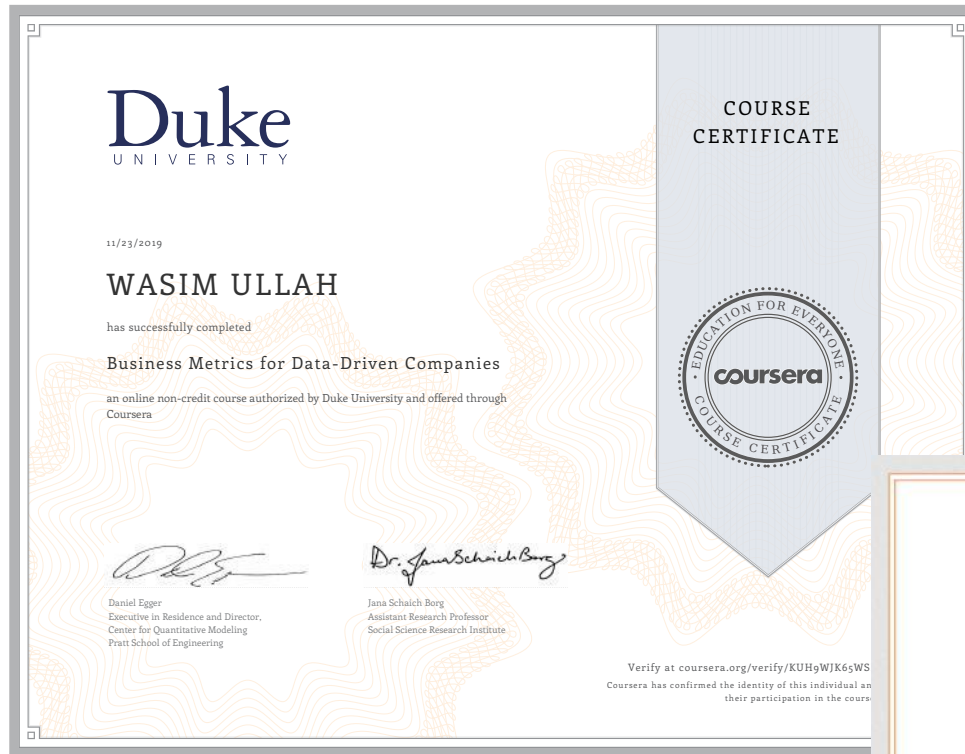 Duke
UNIVERSITY
COURSE
CERTIFICATE
11/23/2019
WASIM ULLAH
has successfully completed
Business Metrics for Data-Driven Companies
an online non-credit course authorized by Duke University and offered through
Coursera
EDUCATION FOR EVERYONE
coursera
COURSE CERTIFICATE
Dr. Jana Schaich Borg
Daniel Egger
Executive in Residence and Director,
Center for Quantitative Modeling
Pratt School of Engineering
Jana Schaich Borg
Assistant Research Professor
Social Science Research Institute
Verify at coursera.org/verify/KUH9WJK65WS
Coursera has confirmed the identity of this individual an
their participation in the cours